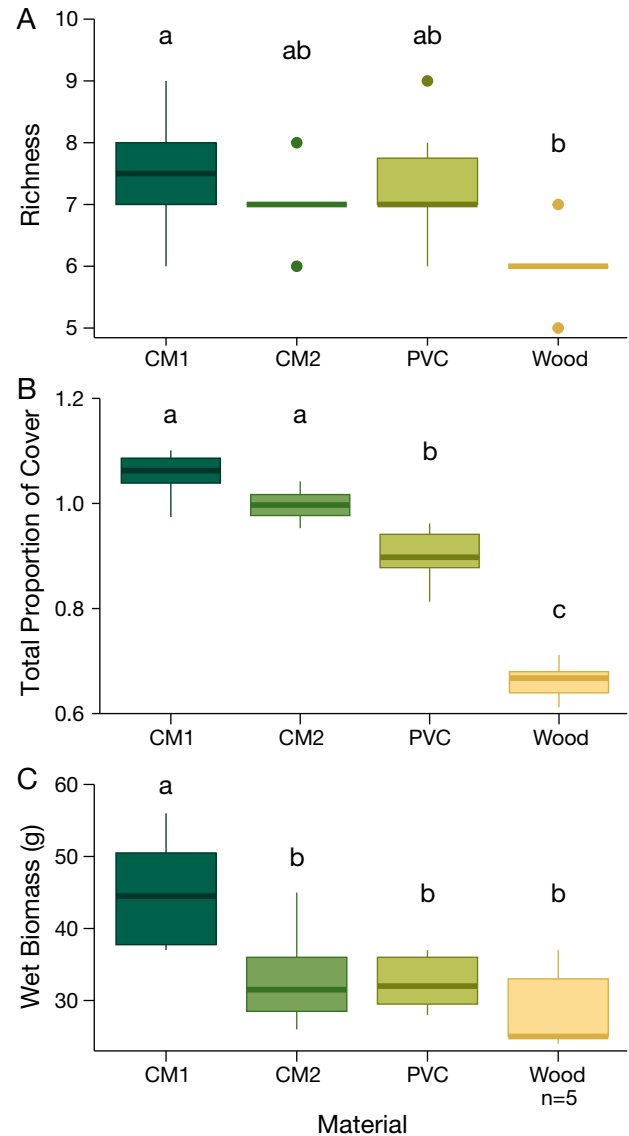 A
10
a
ab
ab
9
8
b
Richness
7
6
5
CM1 CM2 PVC Wood
B
1.2
a
a
b
1.0
Total Proportion of Cover
0.8
c
0.6
CM1 CM2 PVC Wood
C
60
a
50
b
b
b
Wet Biomass (g)
40
30
CM1 CM2 PVC Wood
n=5
Material